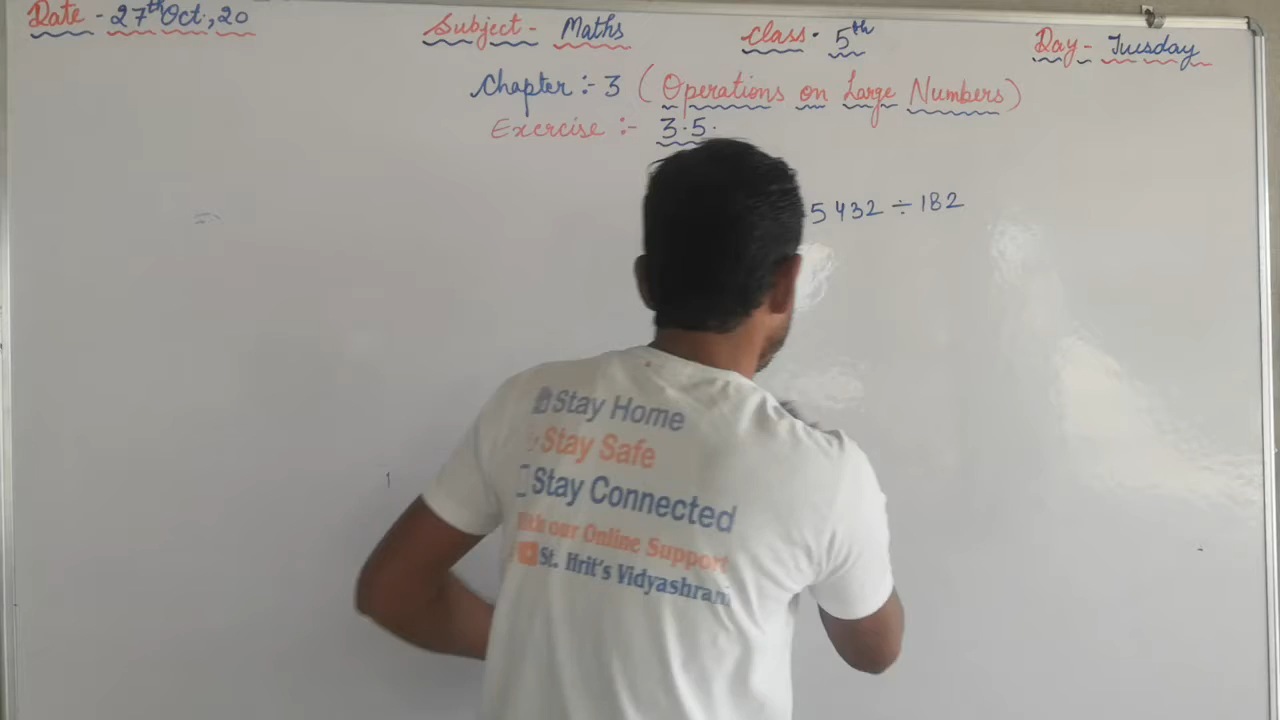 Date - 27th Oct., 20 Subject - Maths Class - 5th Day - Tuesday
Chapter :- 3 (Operations on Large Numbers)
Exercise :- 3.5.
5432 ÷ 182
Stay Home
Stay Safe
Stay Connected
our Online Support
St. Hrit's Vidyashram